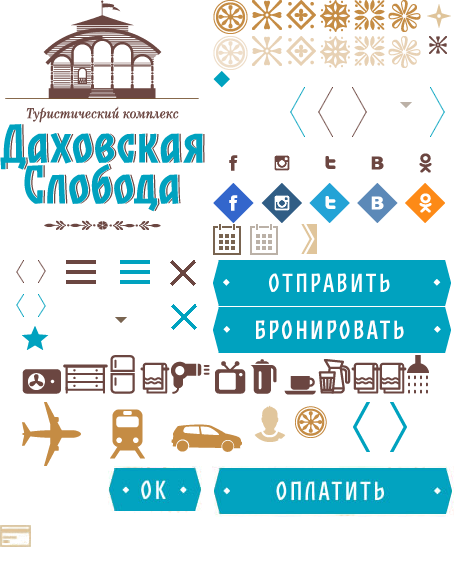 Туристический комплекс
Даховская
Слобода
ОТПРАВИТЬ
БРОНИРОВАТЬ
ОК
ОПЛАТИТЬ